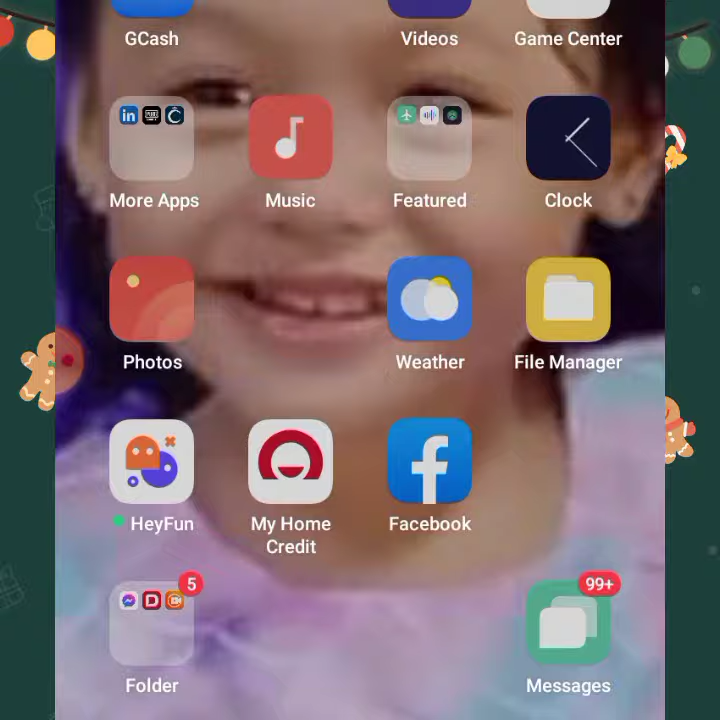 GCash
Videos
Game Center
More Apps
Music
Featured
Clock
Photos
Weather
File Manager
HeyFun
My Home
Credit
Facebook
5
99+
Folder
Messages